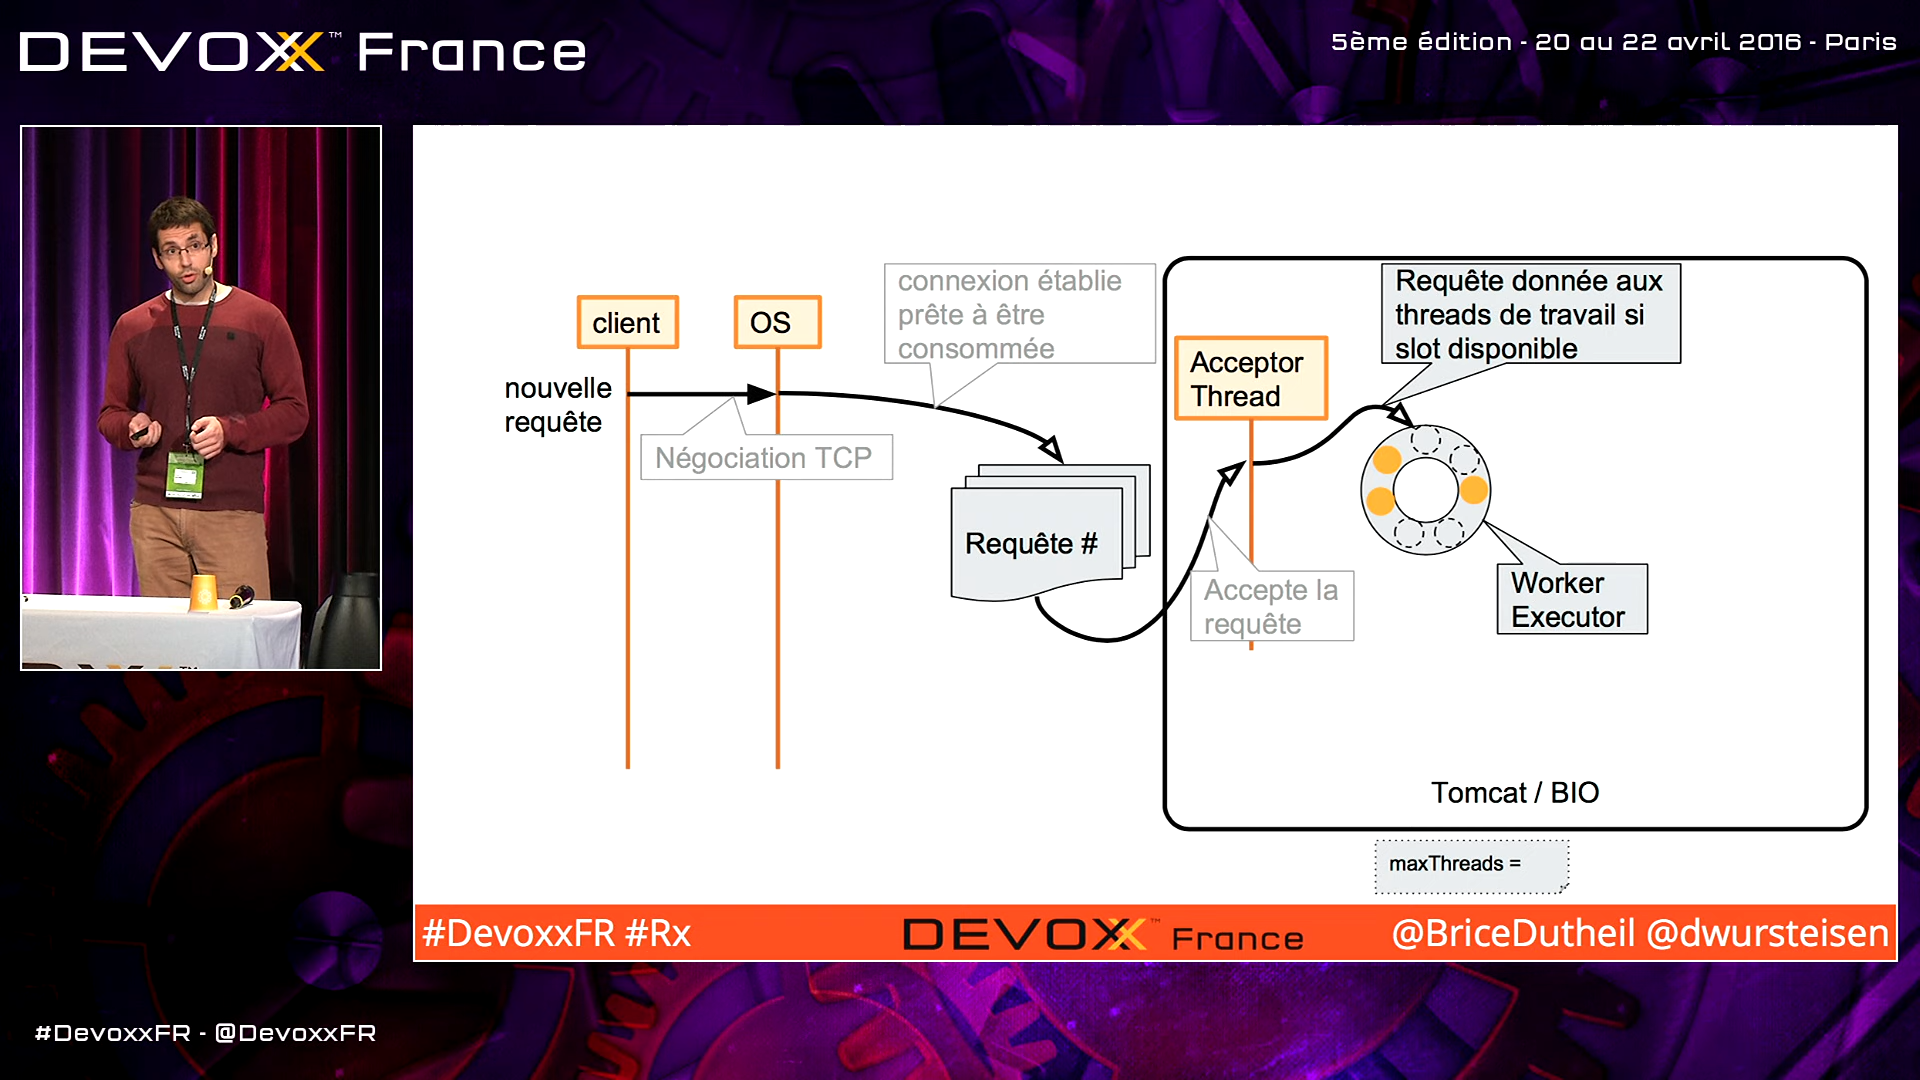 DEVOXX™ France
5ème édition - 20 au 22 avril 2016 - Paris
client
OS
nouvelle
requête
Négociation TCP
connexion établie
prête à être
consommée
Requête #
Acceptor
Thread
Accepte la
requête
Requête donnée aux
threads de travail si
slot disponible
Worker
Executor
Tomcat / BIO
maxThreads =
#DevoxxFR #Rx
DEVOXX™ France
@BriceDutheil @dwursteisen
#DevoxxFR - @DevoxxFR